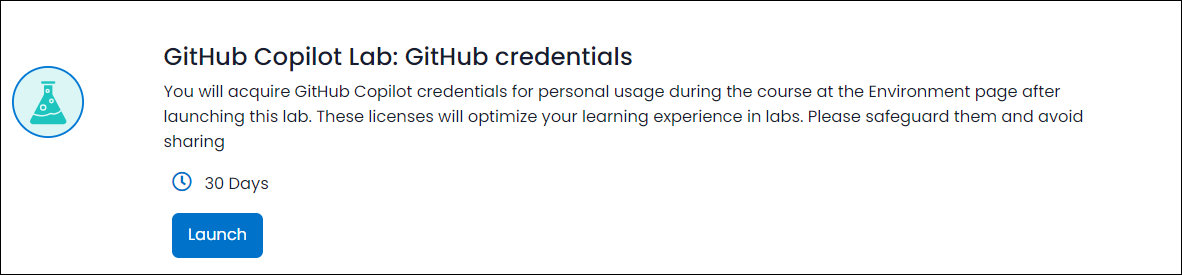 GitHub Copilot Lab: GitHub credentials
You will acquire GitHub Copilot credentials for personal usage during the course at the Environment page after
launching this lab. These licenses will optimize your learning experience in labs. Please safeguard them and avoid
sharing
30 Days
Launch